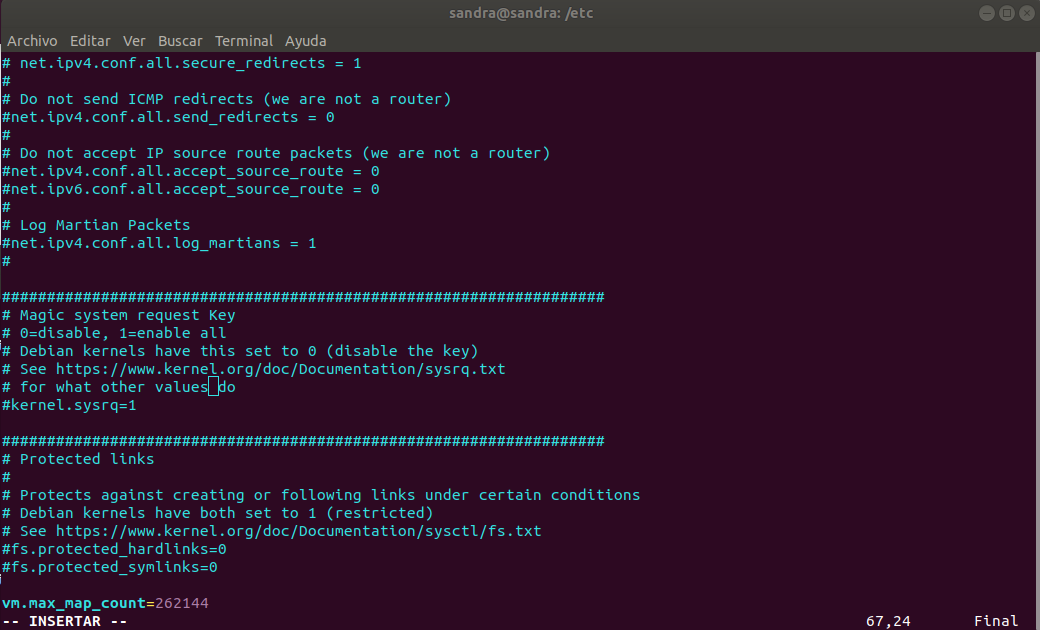 sandra@sandra: /etc
Archivo Editar Ver Buscar Terminal Ayuda
# net.ipv4.conf.all.secure_redirects = 1
#
# Do not send ICMP redirects (we are not a router)
#net.ipv4.conf.all.send_redirects = 0
#
# Do not accept IP source route packets (we are not a router)
#net.ipv4.conf.all.accept_source_route = 0
#net.ipv6.conf.all.accept_source_route = 0
#
# Log Martian Packets
#net.ipv4.conf.all.log_martians = 1
#
###################################################################
# Magic system request Key
# 0=disable, 1=enable all
# Debian kernels have this set to 0 (disable the key)
# See https://www.kernel.org/doc/Documentation/sysrq.txt
# for what other values do
#kernel.sysrq=1
###################################################################
# Protected links
#
# Protects against creating or following links under certain conditions
# Debian kernels have both set to 1 (restricted)
# See https://www.kernel.org/doc/Documentation/sysctl/fs.txt
#fs.protected_hardlinks=0
#fs.protected_symlinks=0
vm.max_map_count=262144
-- INSERTAR -- 67,24 Final